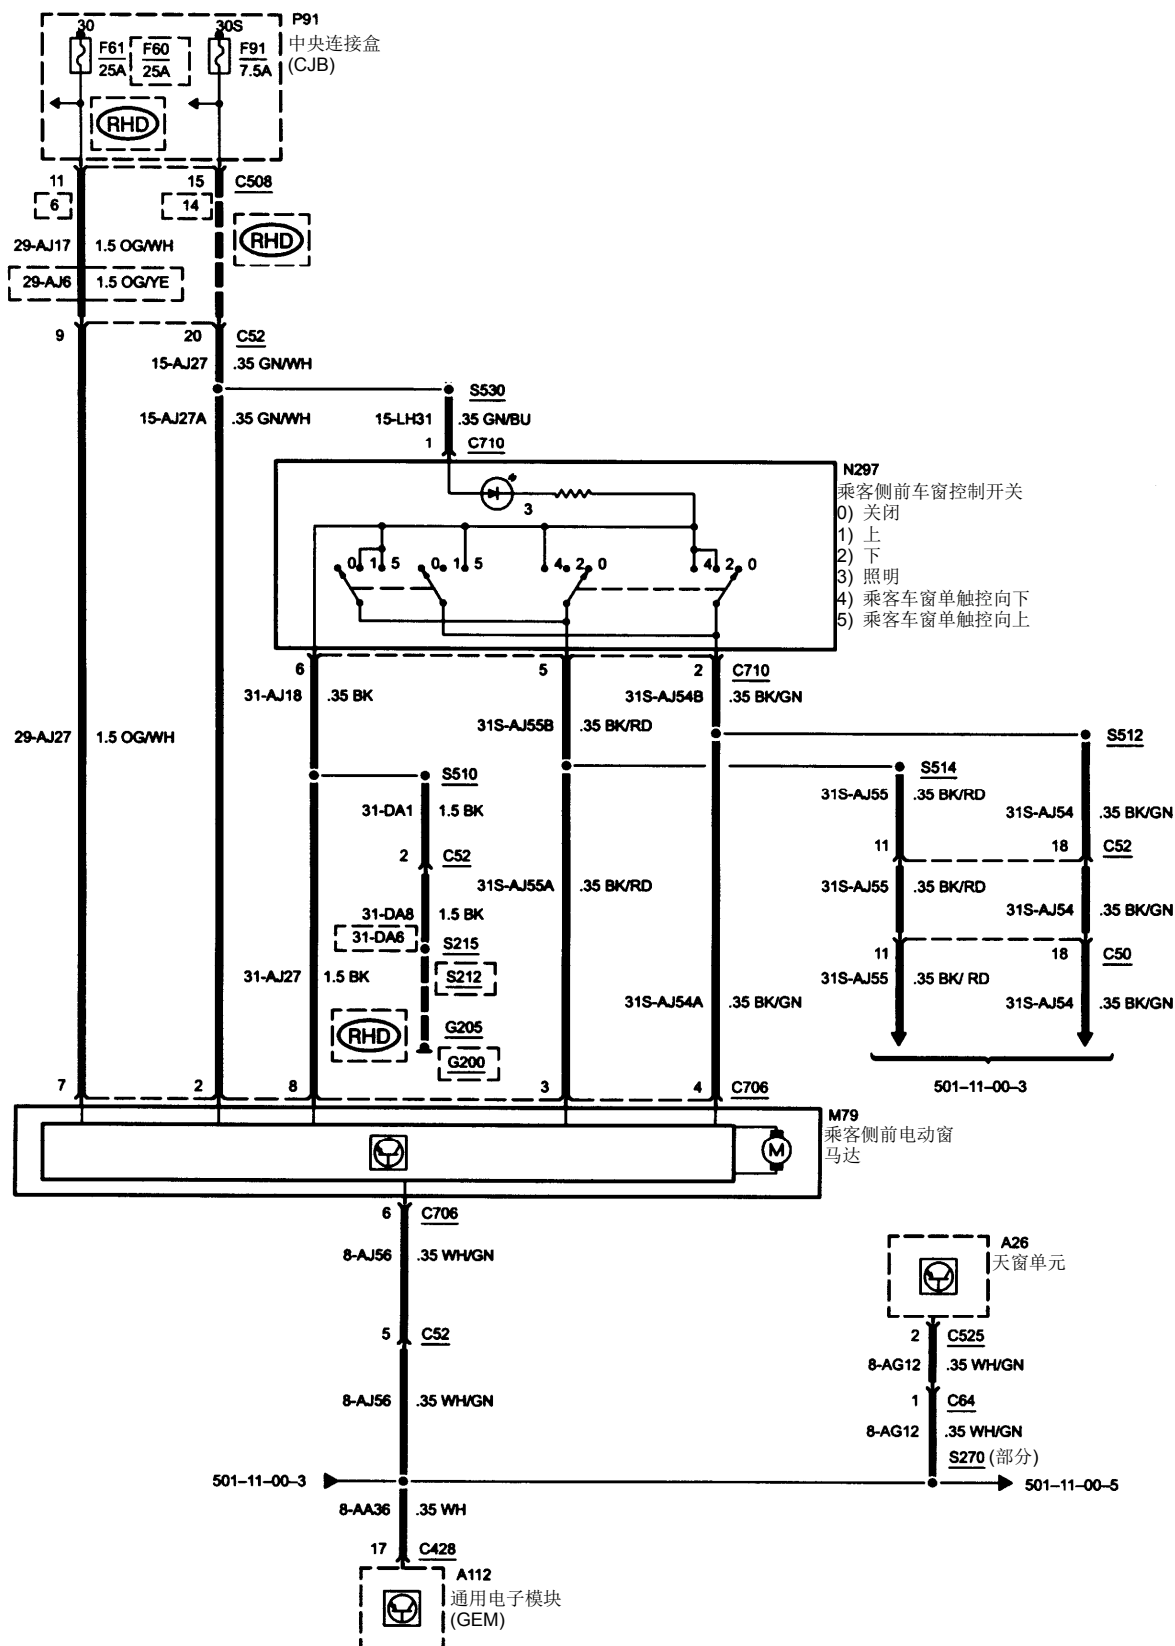 30
30S
P91
中央连接盒
(CJB)
F61
25A
F60
25A
F91
7.5A
RHD
11
15
C508
6
14
RHD
29-AJ17
1.5 OG/WH
29-AJ6
1.5 OG/YE
9
20
C52
15-AJ27
.35 GN/WH
S530
15-AJ27A
.35 GN/WH
15-LH31
.35 GN/BU
1
C710
N297
乘客侧前车窗控制开关
0) 关闭
1) 上
2) 下
3) 照明
4) 乘客车窗单触控向下
5) 乘客车窗单触控向上
3
0 1 5
0 1 5
4 2 0
4 2 0
6
5
2
C710
31-AJ18
.35 BK
31S-AJ54B
.35 BK/GN
31S-AJ55B
.35 BK/RD
29-AJ27
1.5 OG/WH
S512
S510
S514
31S-AJ55
.35 BK/RD
31-DA1
1.5 BK
31S-AJ54
.35 BK/GN
2
C52
11
18
C52
31S-AJ55A
.35 BK/RD
31S-AJ55
.35 BK/RD
31-DA8
1.5 BK
31S-AJ54
.35 BK/GN
31-DA6
S215
11
18
C50
31-AJ27
1.5 BK
S212
31S-AJ55
.35 BK/ RD
31S-AJ54A
.35 BK/GN
31S-AJ54
.35 BK/GN
RHD
G205
G200
501-11-00-3
7
2
8
3
4
C706
M79
乘客侧前电动窗
马达
M
6
C706
8-AJ56
.35 WH/GN
A26
天窗单元
5
C52
2
C525
8-AG12
.35 WH/GN
8-AJ56
.35 WH/GN
1
C64
8-AG12
.35 WH/GN
S270 (部分)
501-11-00-3
501-11-00-5
8-AA36
.35 WH
17
C428
A112
通用电子模块
(GEM)